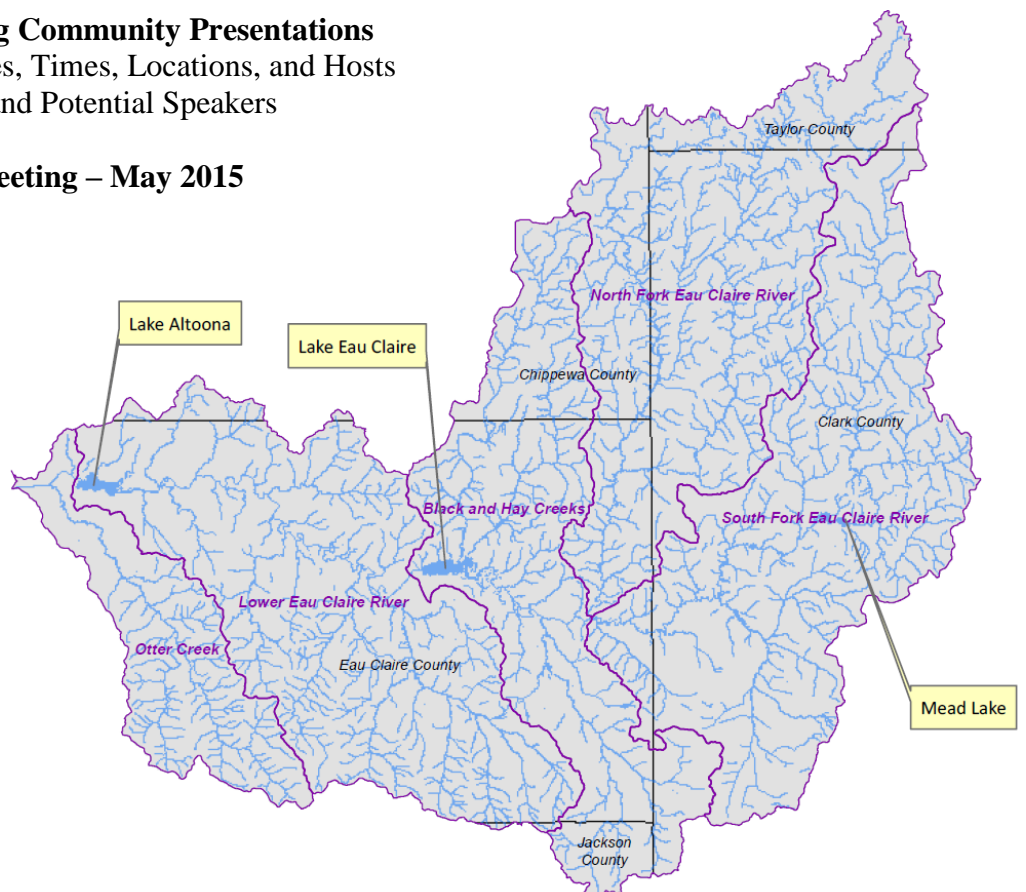 g Community Presentations
es, Times, Locations, and Hosts
nd Potential Speakers
eeting – May 2015
Taylor County
North Fork Eau Claire River
Lake Altoona
Lake Eau Claire
Chippewa County
Clark County
Black and Hay Creeks
South Fork Eau Claire River
Lower Eau Claire River
Otter Creek
Eau Claire County
Mead Lake
Jackson
County